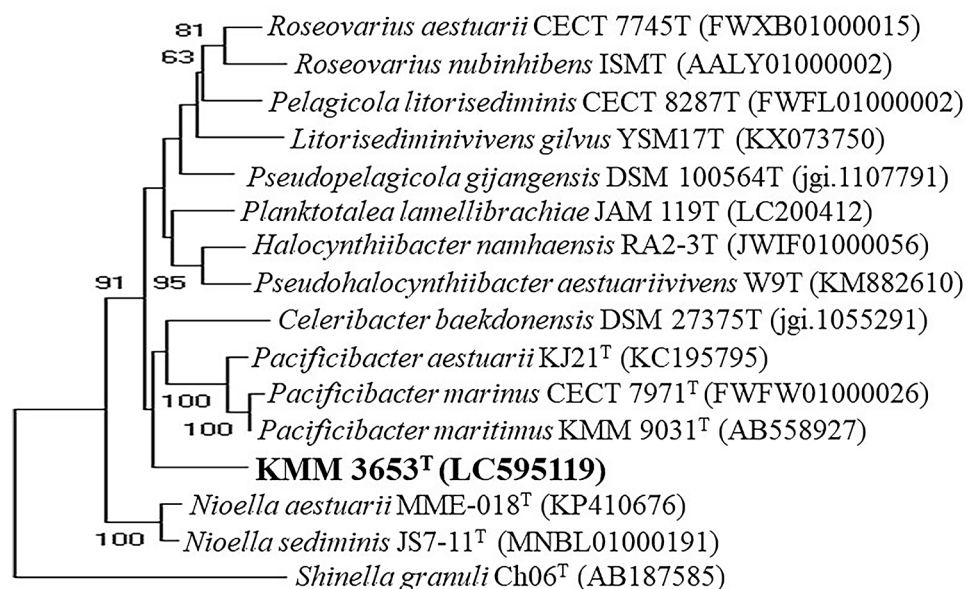 81
Roseovarius aestuarii CECT 7745T (FWXB01000015)
63
Roseovarius nubinhibens ISMT (AALY01000002)
Pelagicola litorisediminis CECT 8287T (FWFL01000002)
Litorisediminivivens gilvus YSM17T (KX073750)
Pseudopelagicola gijangensis DSM 100564T (jgi.1107791)
Planktotalea lamellibrachiae JAM 119T (LC200412)
Halocynthiibacter namhaensis RA2-3T (JWIF01000056)
91 95 Pseudohalocynthiibacter aestuariivivens W9T (KM882610)
Celeribacter baekdonensis DSM 27375T (jgi.1055291)
Pacificibacter aestuarii KJ21ᵀ (KC195795)
Pacificibacter marinus CECT 7971ᵀ (FWFW01000026)
100
100 Pacificibacter maritimus KMM 9031ᵀ (AB558927)
KMM 3653ᵀ (LC595119)
Nioella aestuarii MME-018ᵀ (KP410676)
100 Nioella sediminis JS7-11ᵀ (MNBL01000191)
Shinella granuli Ch06ᵀ (AB187585)